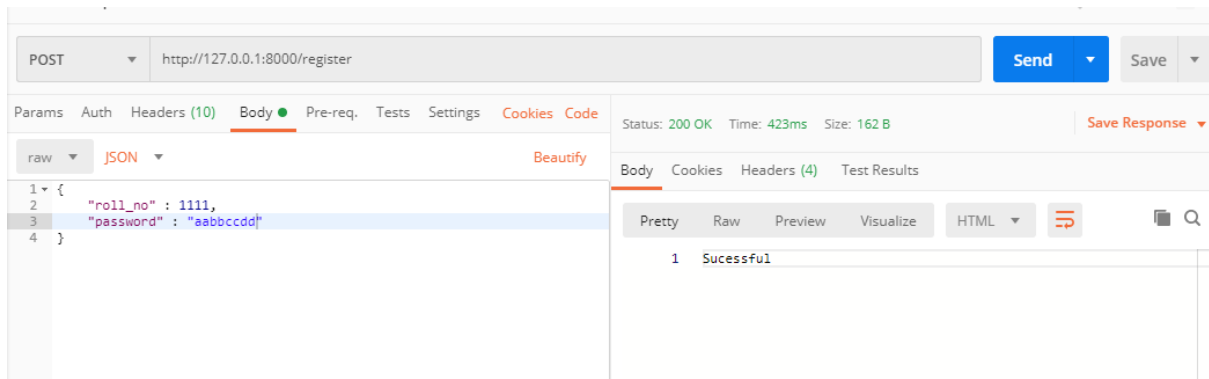 POST http://127.0.0.1:8000/register Send Save
Params Auth Headers (10) Body Pre-req. Tests Settings Cookies Code
raw JSON Beautify
1 {
2 "roll_no" : 1111,
3 "password" : "aabbccdd"
4 }
Status: 200 OK Time: 423ms Size: 162 B Save Response
Body Cookies Headers (4) Test Results
Pretty Raw Preview Visualize HTML
1 Sucessful